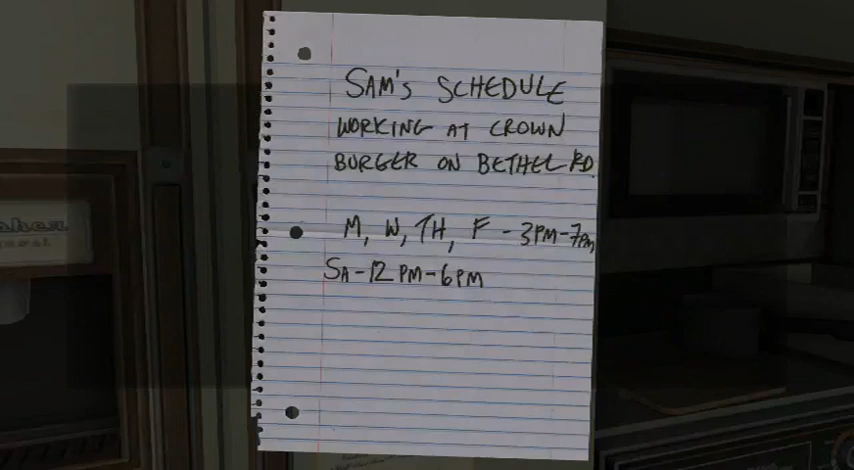 SAM'S SCHEDULE
WORKING AT CROWN
BURGER ON BETHEL RD.
M, W, TH, F - 3PM-7PM
SA-12 PM-6PM